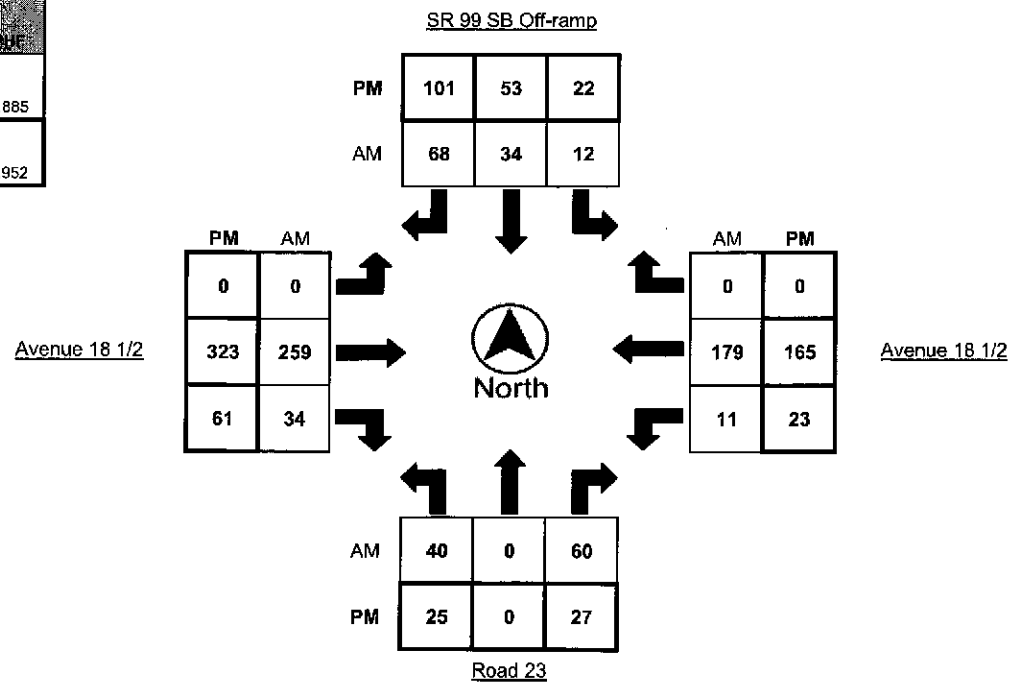 SR 99 SB Off-ramp
PHF
885
952
PM 101 53 22
AM 68 34 12
PM AM
0 0
323 259
61 34
Avenue 18 1/2
North
AM PM
0 0
179 165
11 23
Avenue 18 1/2
AM 40 0 60
PM 25 0 27
Road 23